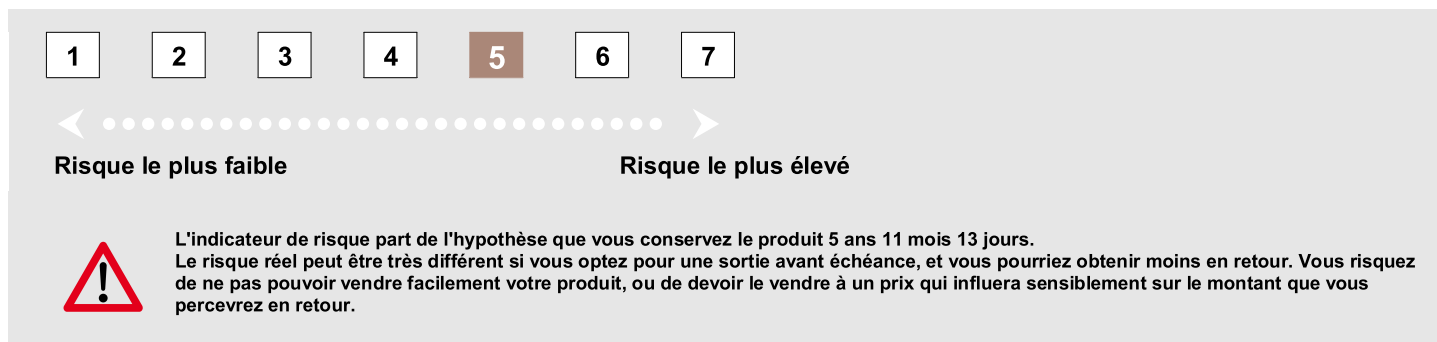 1 2 3 4 5 6 7
Risque le plus faible Risque le plus élevé
L'indicateur de risque part de l'hypothèse que vous conservez le produit 5 ans 11 mois 13 jours.
Le risque réel peut être très différent si vous optez pour une sortie avant échéance, et vous pourriez obtenir moins en retour. Vous risquez
de ne pas pouvoir vendre facilement votre produit, ou de devoir le vendre à un prix qui influera sensiblement sur le montant que vous
percevrez en retour.